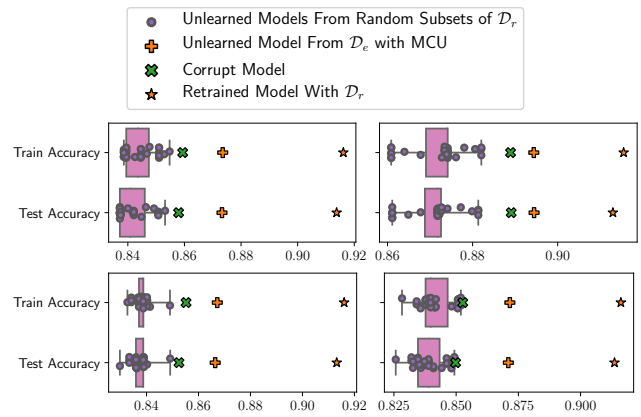 Unlearned Models From Random Subsets of 𝒟ᵣ
Unlearned Model From 𝒟ₑ with MCU
Corrupt Model
Retrained Model With 𝒟ᵣ
Train Accuracy
Test Accuracy
0.84 0.86 0.88 0.90 0.92
0.86 0.88 0.90
Train Accuracy
Test Accuracy
0.84 0.86 0.88 0.90 0.92
0.825 0.850 0.875 0.900